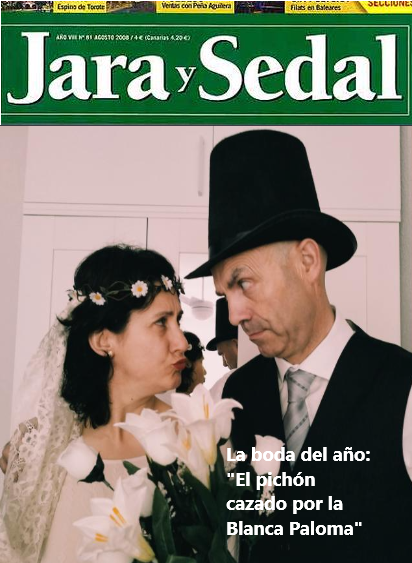 Espino de Torote
Ventas con Peña Aguilera
Filats en Baleares
SECCIONES
AÑO VIII Nº 81 AGOSTO 2008 / 4 € (Canarias 4,20 €)
Jara y Sedal
La boda del año:
"El pichón
cazado por la
Blanca Paloma"